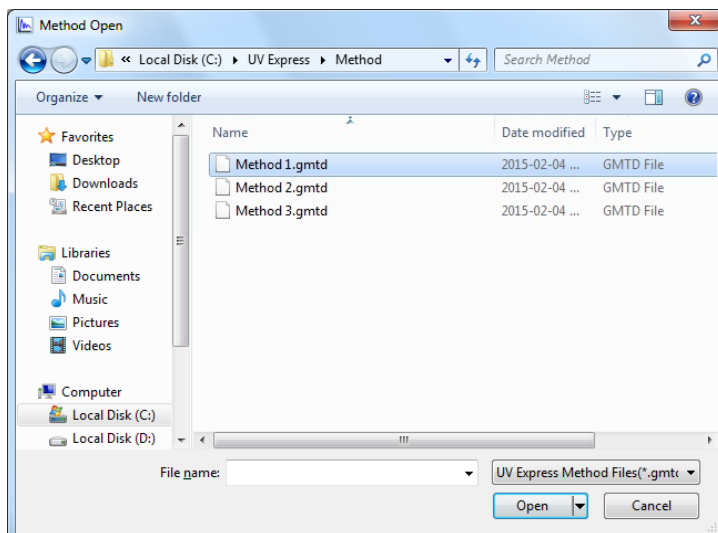 Method Open
« Local Disk (C:) UV Express Method
Search Method
Organize New folder
Name Date modified Type
Favorites
Desktop
Downloads
Recent Places
Libraries
Documents
Music
Pictures
Videos
Computer
Local Disk (C:)
Local Disk (D:)
Method 1.gmtd 2015-02-04 ... GMTD File
Method 2.gmtd 2015-02-04 ... GMTD File
Method 3.gmtd 2015-02-04 ... GMTD File
File name:
UV Express Method Files(*.gmt
Open Cancel